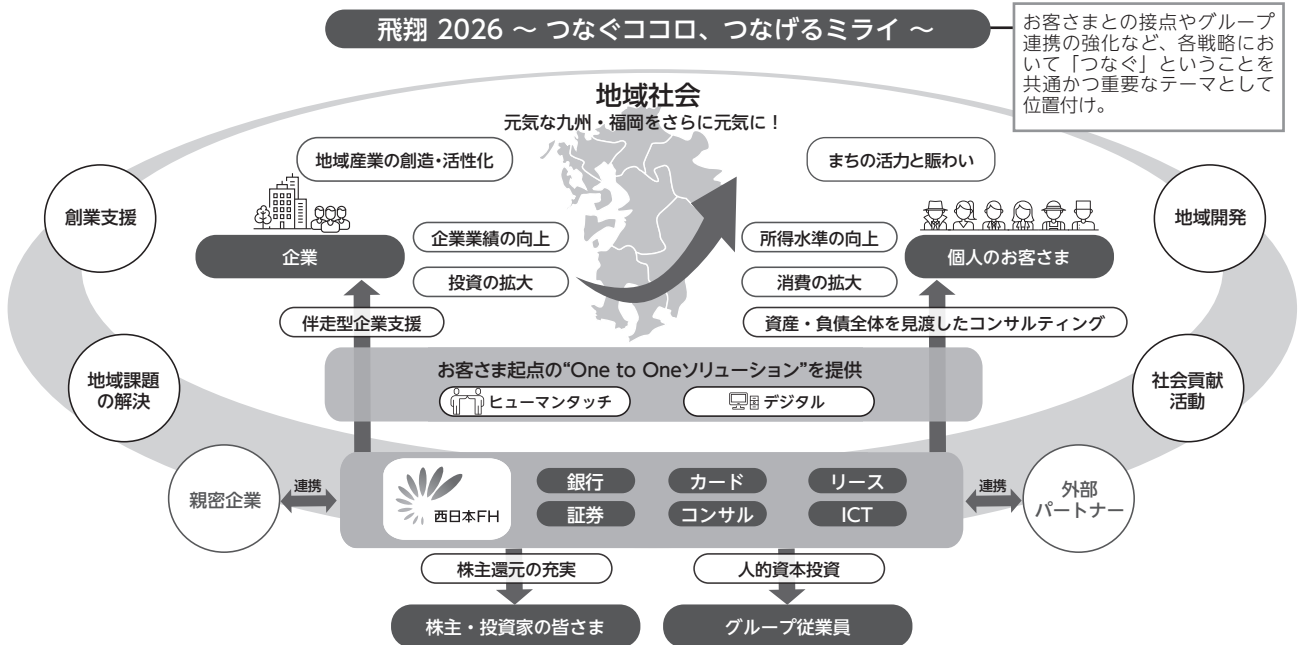 飛翔 2026 ～ つなぐココロ、つなげるミライ ～
お客さまとの接点やグループ
連携の強化など、各戦略にお
いて「つなぐ」ということを
共通かつ重要なテーマとして
位置付け。
地域社会
元気な九州・福岡をさらに元気に！
地域産業の創造・活性化
まちの活力と賑わい
創業支援
地域開発
企業
企業業績の向上
投資の拡大
所得水準の向上
消費の拡大
個人のお客さま
伴走型企業支援
資産・負債全体を見渡したコンサルティング
お客さま起点の“One to Oneソリューション”を提供
ヒューマンタッチ
デジタル
地域課題
の解決
社会貢献
活動
親密企業
連携
西日本FH
銀行
カード
リース
証券
コンサル
ICT
連携
外部
パートナー
株主還元の充実
人的資本投資
株主・投資家の皆さま
グループ従業員